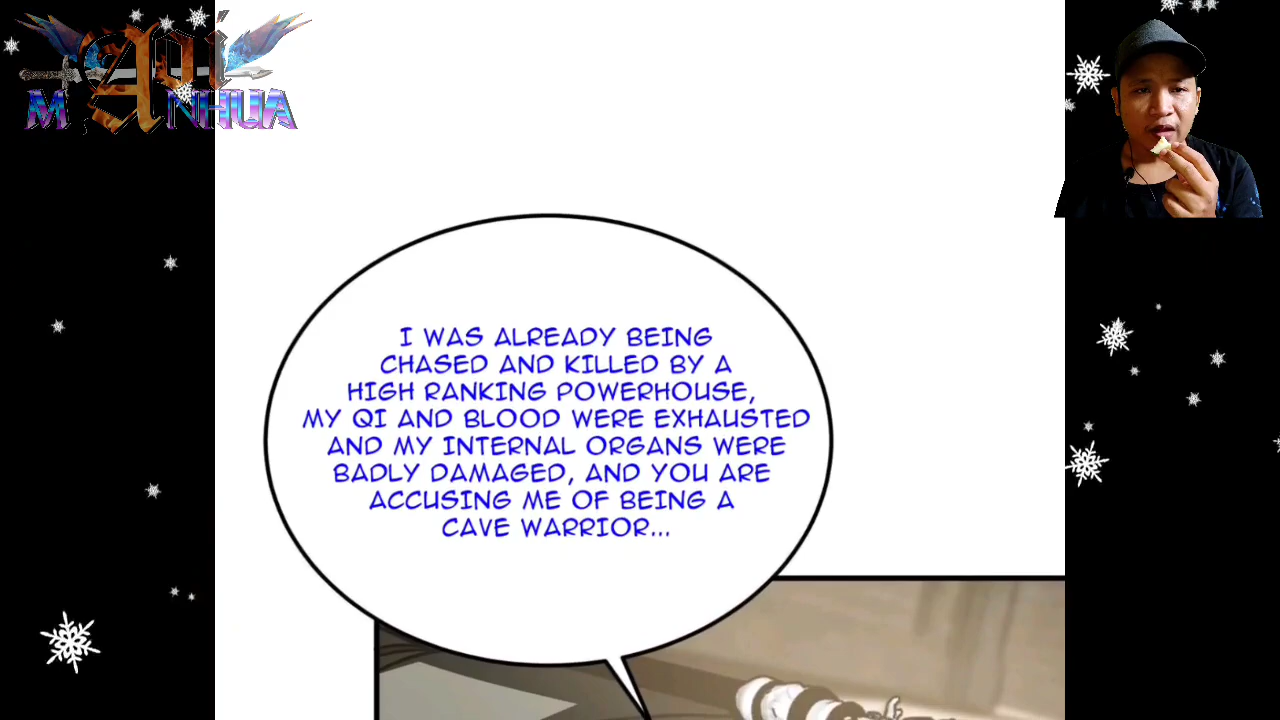 Aqi
MANHUA
I WAS ALREADY BEING
CHASED AND KILLED BY A
HIGH RANKING POWERHOUSE,
MY QI AND BLOOD WERE EXHAUSTED
AND MY INTERNAL ORGANS WERE
BADLY DAMAGED, AND YOU ARE
ACCUSING ME OF BEING A
CAVE WARRIOR...